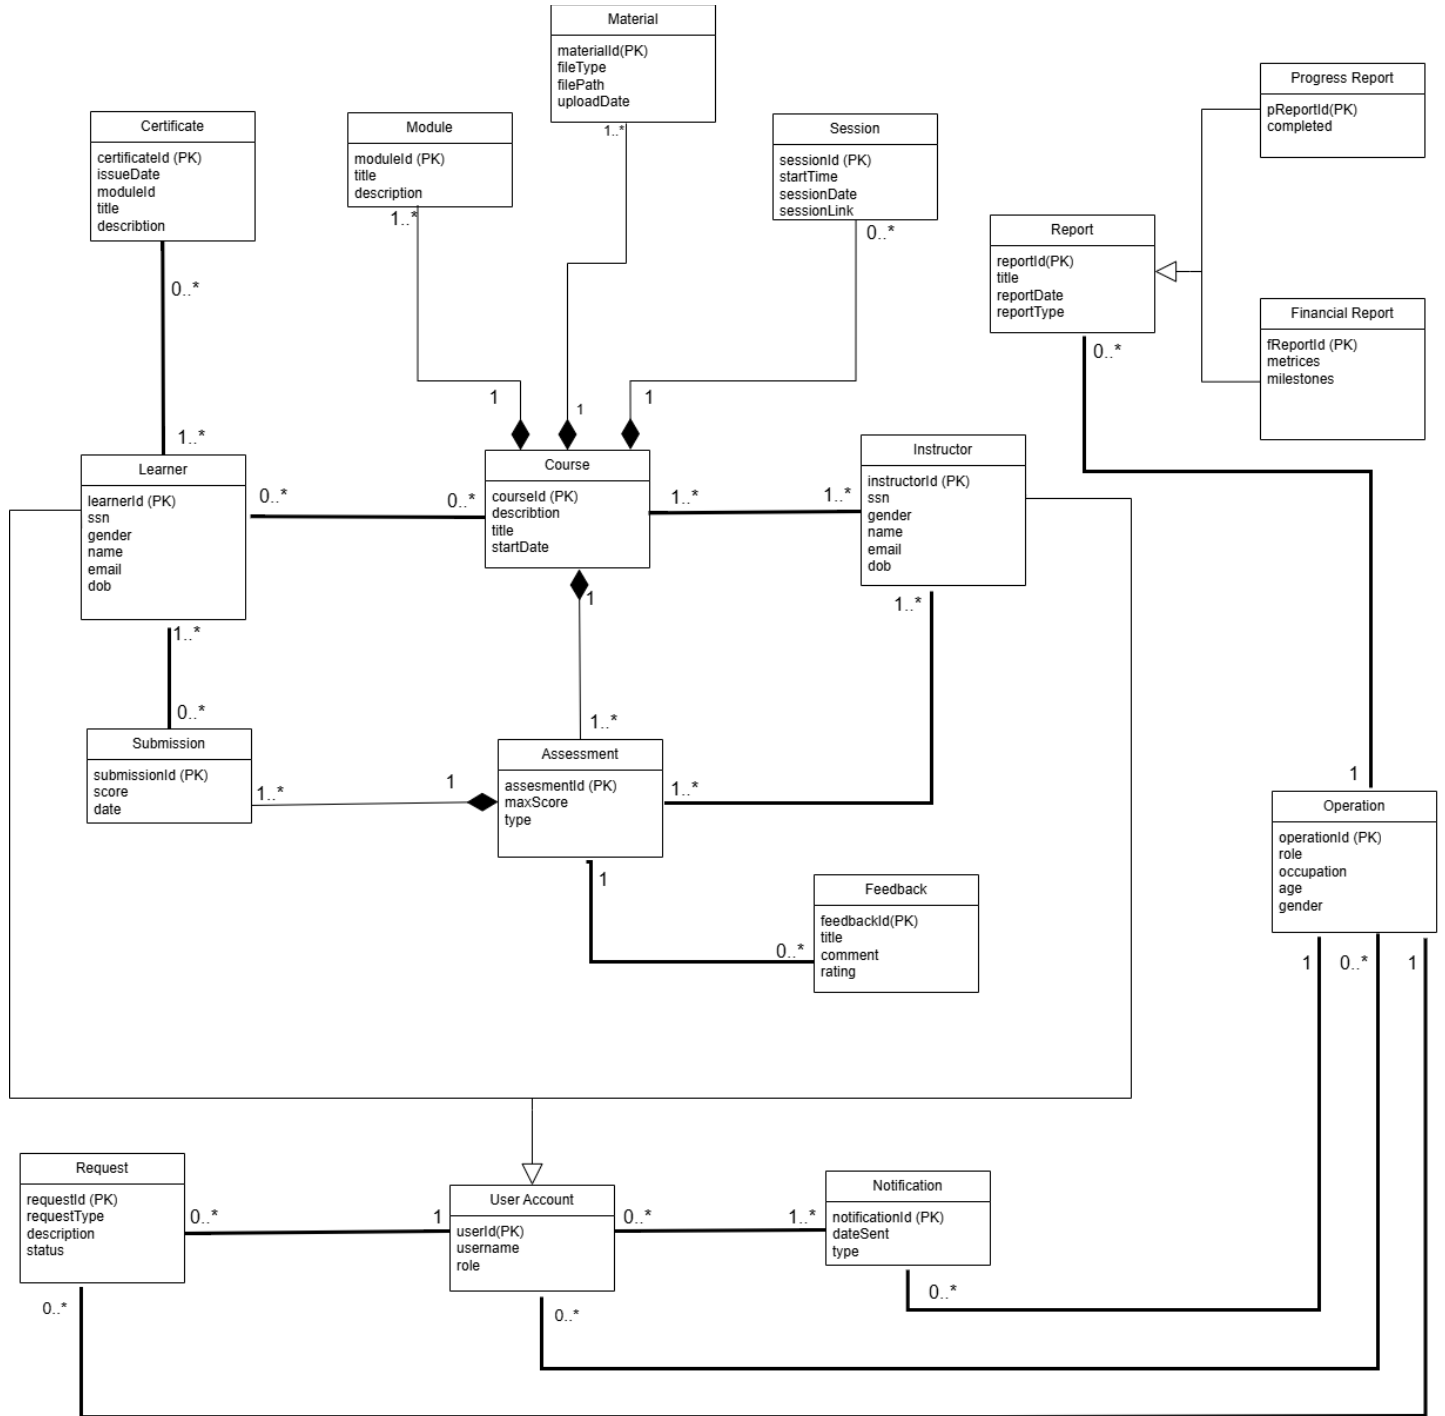 Material
materialId(PK)
fileType
filePath
uploadDate
1..*
Progress Report
pReportId(PK)
completed
Certificate
certificateId (PK)
issueDate
moduleId
title
describtion
0..*
Module
moduleId (PK)
title
description
1..*
Session
sessionId (PK)
startTime
sessionDate
sessionLink
0..*
Report
reportId(PK)
title
reportDate
reportType
0..*
Financial Report
fReportId (PK)
metrices
milestones
1
1
1
1..*
Learner
learnerId (PK)
ssn
gender
name
email
dob
0..*
0..*
Course
courseId (PK)
describtion
title
startDate
1..*
1..*
Instructor
instructorId (PK)
ssn
gender
name
email
dob
1
1..*
1..*
0..*
1..*
Submission
submissionId (PK)
score
date
1..*
1
Assessment
assesmentId (PK)
maxScore
type
1..*
1
Operation
operationId (PK)
role
occupation
age
gender
1
0..*
Feedback
feedbackId(PK)
title
comment
rating
1
0..*
1
Request
requestId (PK)
requestType
description
status
0..*
1
User Account
userId(PK)
username
role
0..*
1..*
Notification
notificationId (PK)
dateSent
type
0..*
0..*
0..*